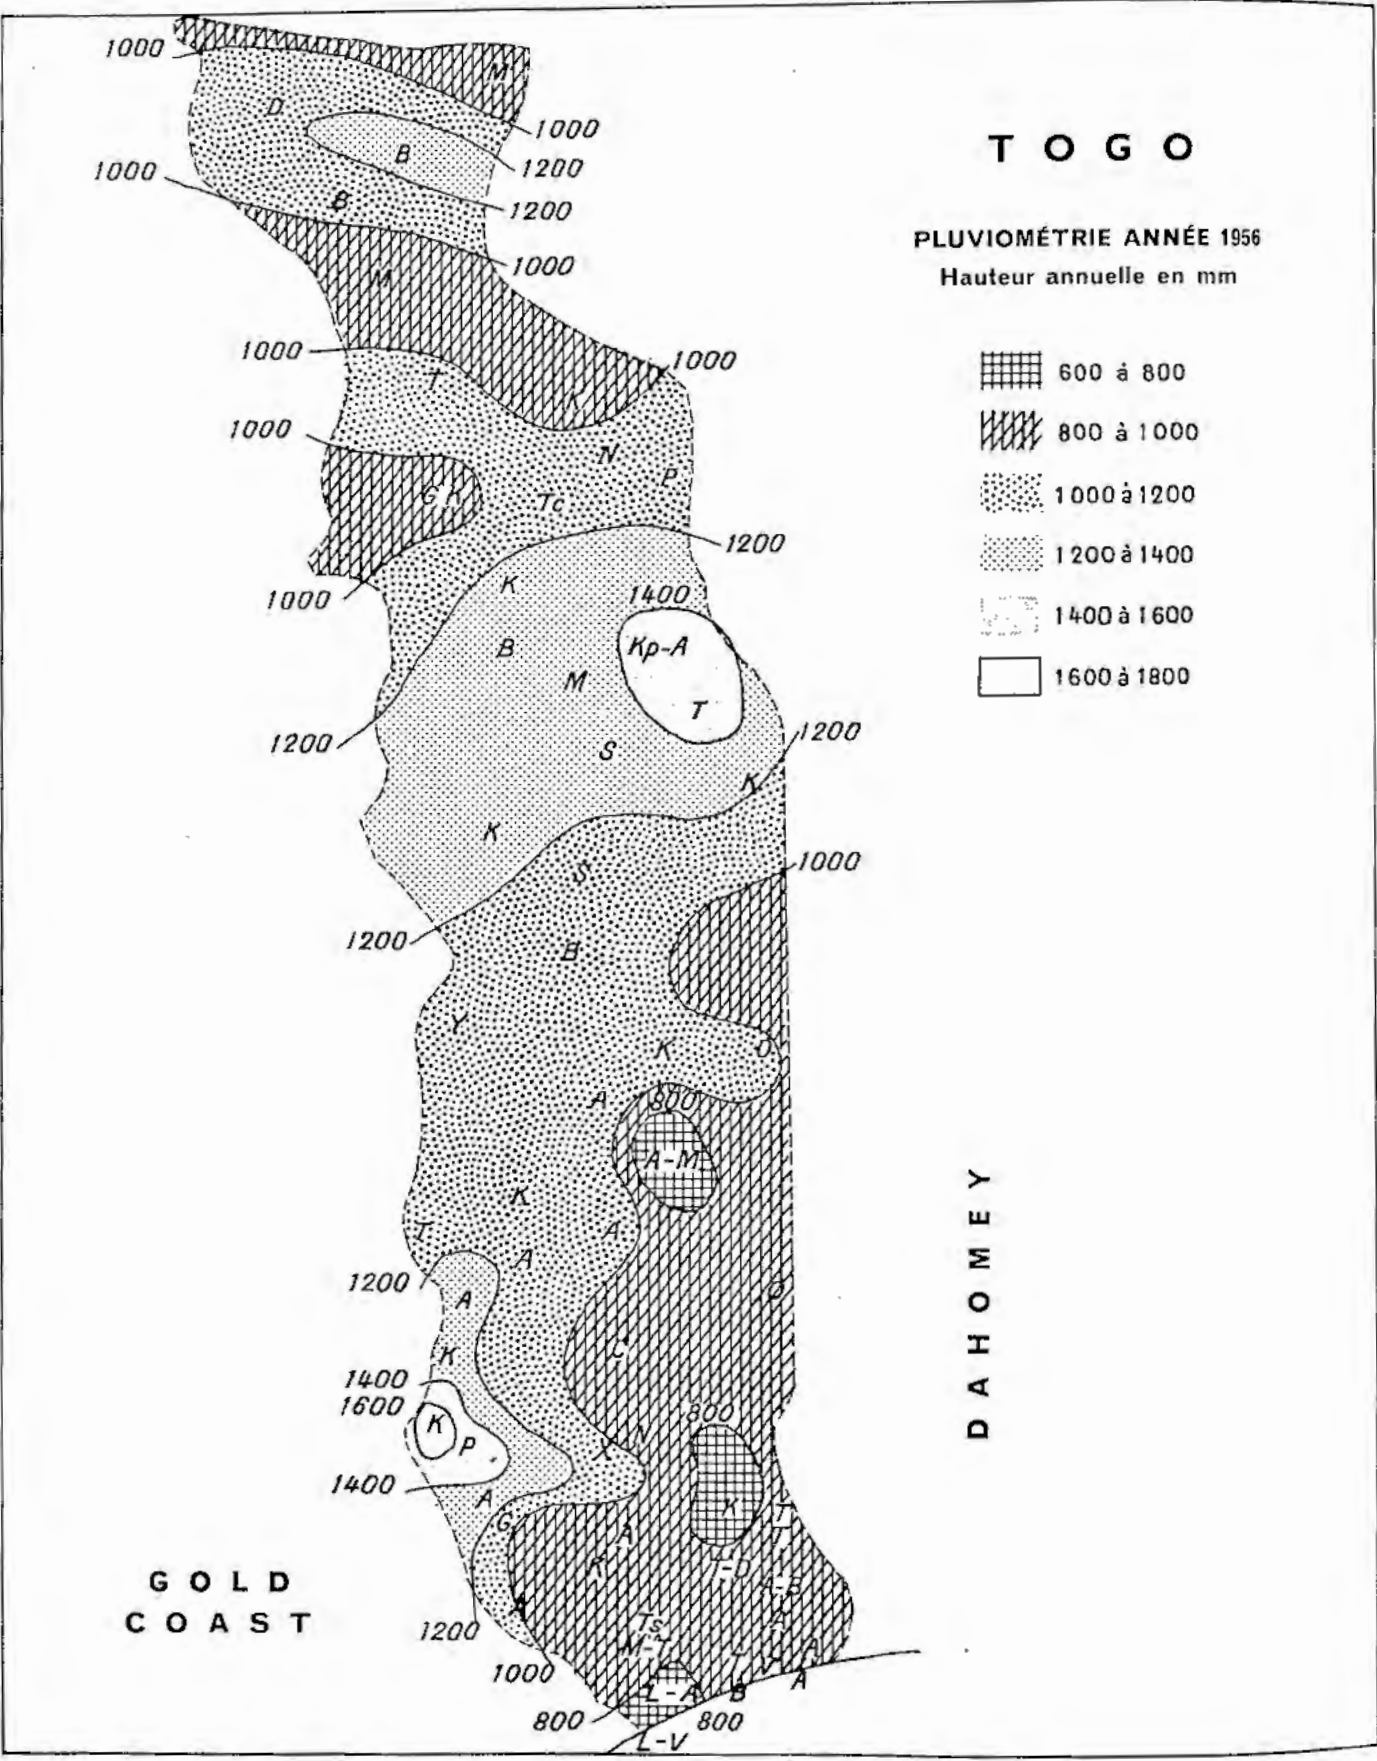 TOGO
PLUVIOMÉTRIE ANNÉE 1956
Hauteur annuelle en mm
600 à 800
800 à 1000
1000 à 1200
1200 à 1400
1400 à 1600
1600 à 1800
1000
M
D
1000
B
1200
1000
B
1200
1000
M
1000
1000
T
K
1000
N
P
G K
Tc
1200
K
1000
1400
B
Kp-A
M
T
1200
1200
S
K
K
1000
S
1200
B
Y
K
O
A
800
A-M
K
T
A
A
1200
A
O
K
C
1400
1600
800
K
N
P
1400
A
K
G
T
A
K
T-D
A-B
A
A
Ts
1200
M-T
A
T
1000
L-A
B
A
800
800
L-V
DAHOMEY
GOLD
COAST